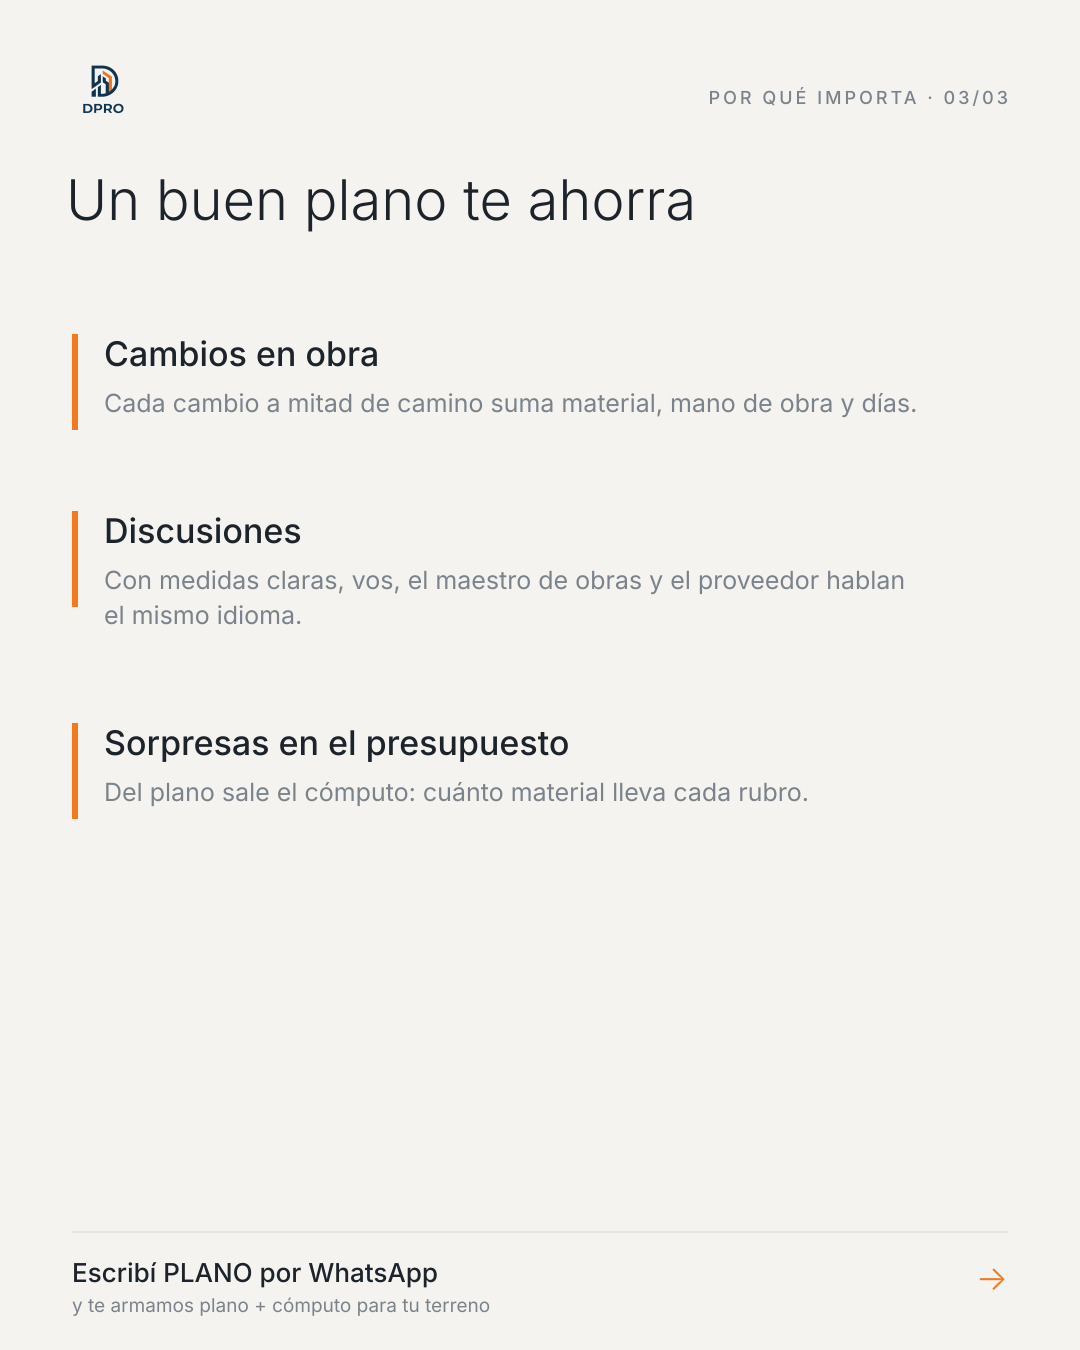 DPRO
POR QUÉ IMPORTA · 03/03
Un buen plano te ahorra
Cambios en obra
Cada cambio a mitad de camino suma material, mano de obra y días.
Discusiones
Con medidas claras, vos, el maestro de obras y el proveedor hablan
el mismo idioma.
Sorpresas en el presupuesto
Del plano sale el cómputo: cuánto material lleva cada rubro.
Escribí PLANO por WhatsApp
y te armamos plano + cómputo para tu terreno